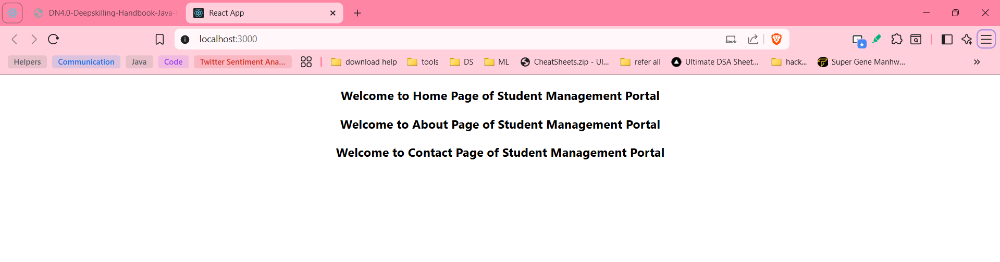 DN4.0-Deepskilling-Handbook-Java-
React App
localhost:3000
Helpers Communication Java Code Twitter Sentiment Ana... download help tools DS ML CheatSheets.zip - Ul... refer all Ultimate DSA Sheet... hack... Super Gene Manhw...
Welcome to Home Page of Student Management Portal
Welcome to About Page of Student Management Portal
Welcome to Contact Page of Student Management Portal